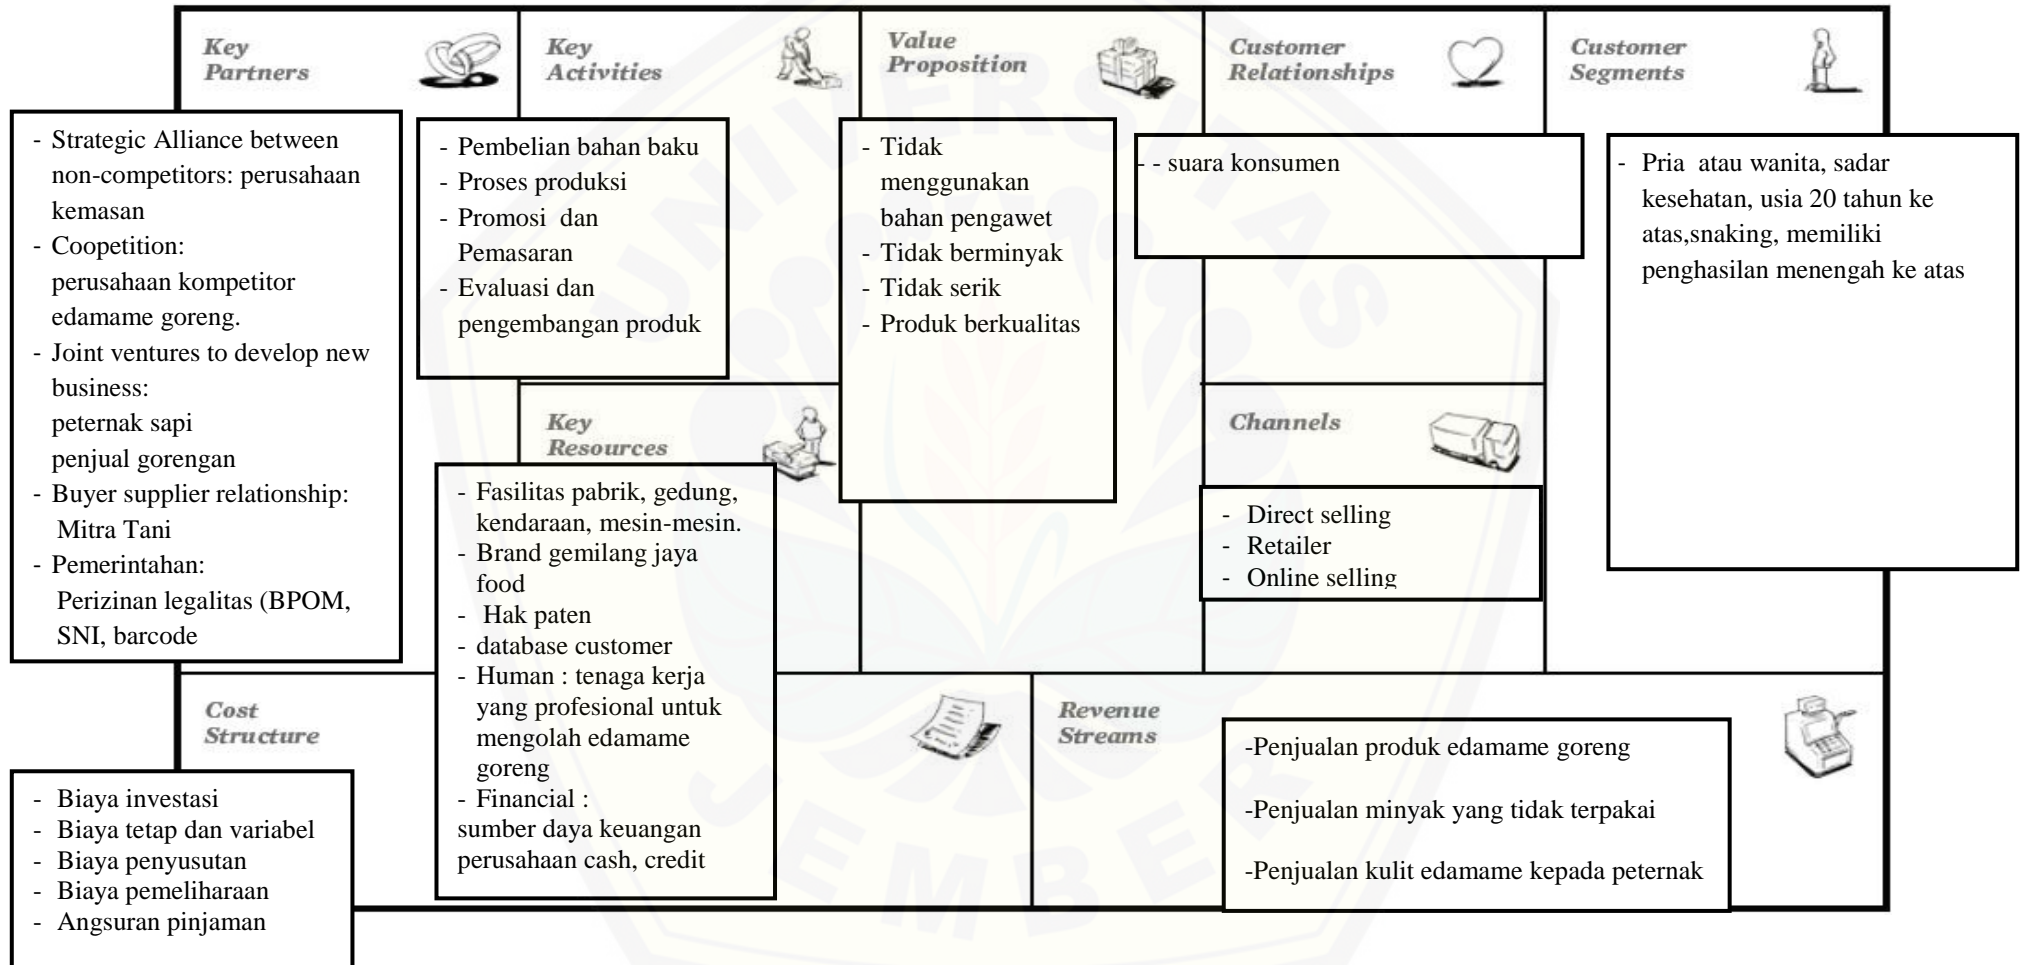 Key
Partners
- Strategic Alliance between
non-competitors: perusahaan
kemasan
- Coopetition:
perusahaan kompetitor
edamame goreng.
- Joint ventures to develop new
business:
peternak sapi
penjual gorengan
- Buyer supplier relationship:
Mitra Tani
- Pemerintahan:
Perizinan legalitas (BPOM,
SNI, barcode
Key
Activities
- Pembelian bahan baku
- Proses produksi
- Promosi dan
Pemasaran
- Evaluasi dan
pengembangan produk
Key
Resources
- Fasilitas pabrik, gedung,
kendaraan, mesin-mesin.
- Brand gemilang jaya
food
- Hak paten
- database customer
- Human : tenaga kerja
yang profesional untuk
mengolah edamame
goreng
- Financial :
sumber daya keuangan
perusahaan cash, credit
Value
Proposition
- Tidak
menggunakan
bahan pengawet
- Tidak berminyak
- Tidak serik
- Produk berkualitas
Customer
Relationships
- - suara konsumen
Channels
- Direct selling
- Retailer
- Online selling
Customer
Segments
- Pria atau wanita, sadar
kesehatan, usia 20 tahun ke
atas,snaking, memiliki
penghasilan menengah ke atas
Cost
Structure
- Biaya investasi
- Biaya tetap dan variabel
- Biaya penyusutan
- Biaya pemeliharaan
- Angsuran pinjaman
Revenue
Streams
-Penjualan produk edamame goreng
-Penjualan minyak yang tidak terpakai
-Penjualan kulit edamame kepada peternak
UNIVERSITAS
JEMBER